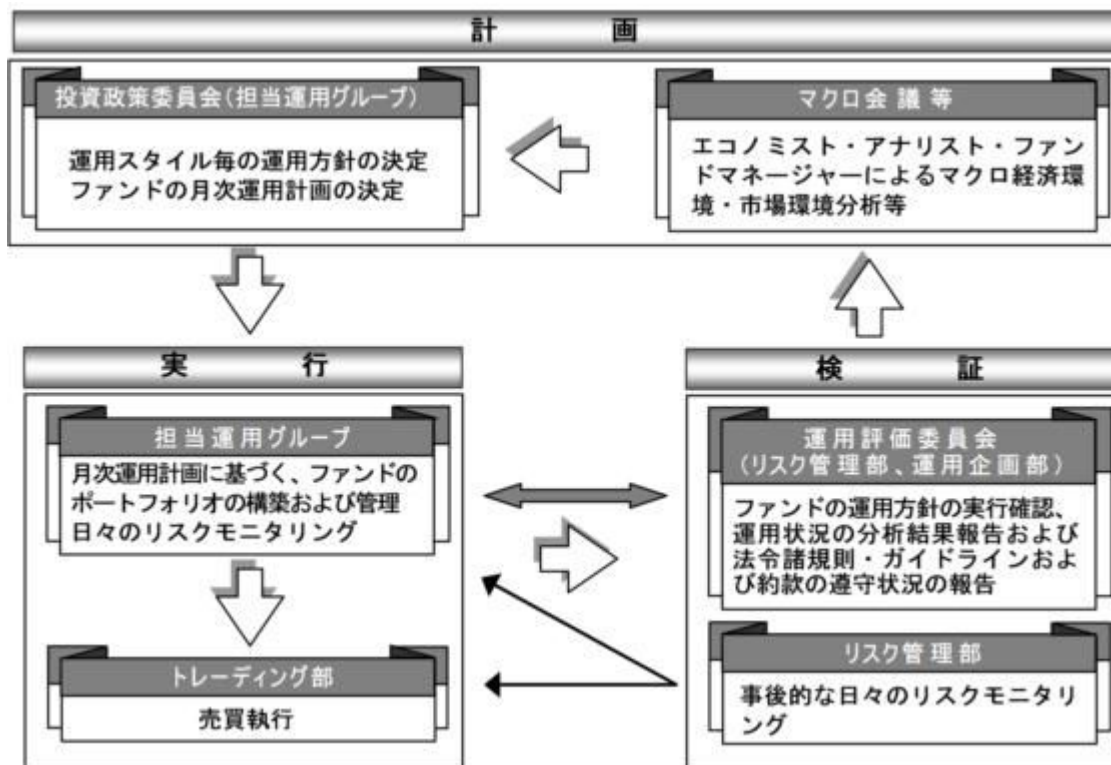 計画
投資政策委員会(担当運用グループ)
運用スタイル毎の運用方針の決定
ファンドの月次運用計画の決定
マクロ会議等
エコノミスト・アナリスト・ファン
ドマネージャーによるマクロ経済環
境・市場環境分析等
実行
担当運用グループ
月次運用計画に基づく、ファンドの
ポートフォリオの構築および管理
日々のリスクモニタリング
トレーディング部
売買執行
検証
運用評価委員会
(リスク管理部、運用企画部)
ファンドの運用方針の実行確認、
運用状況の分析結果報告および
法令諸規則・ガイドラインおよ
び約款の遵守状況の報告
リスク管理部
事後的な日々のリスクモニタリ
ング